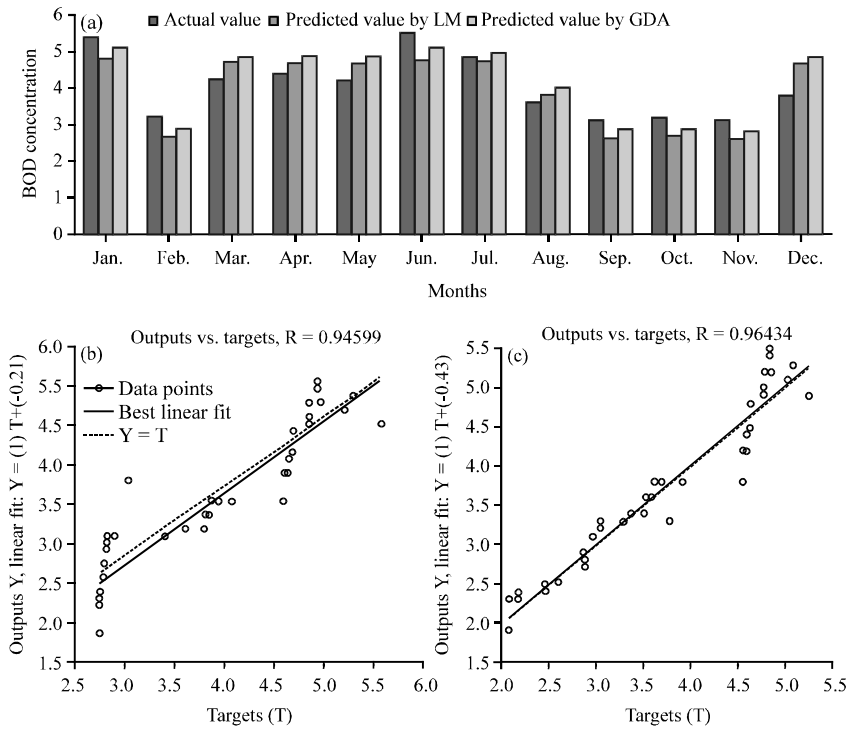 (a)
Actual value Predicted value by LM Predicted value by GDA
BOD concentration
6
5
4
3
2
1
0
Jan. Feb. Mar. Apr. May Jun. Jul. Aug. Sep. Oct. Nov. Dec.
Months
(b)
Outputs vs. targets, R = 0.94599
Data points
Best linear fit
Y = T
Outputs Y, linear fit: Y = (1) T+(-0.21)
6.0
5.5
5.0
4.5
4.0
3.5
3.0
2.5
2.0
1.5
2.5 3.0 3.5 4.0 4.5 5.5 6.0
Targets (T)
(c)
Outputs vs. targets, R = 0.96434
Outputs Y, linear fit: Y = (1) T+(-0.43)
5.5
5.0
4.5
4.0
3.5
3.0
2.5
2.0
1.5
2.0 2.5 3.0 3.5 4.0 4.5 5.0 5.5
Targets (T)